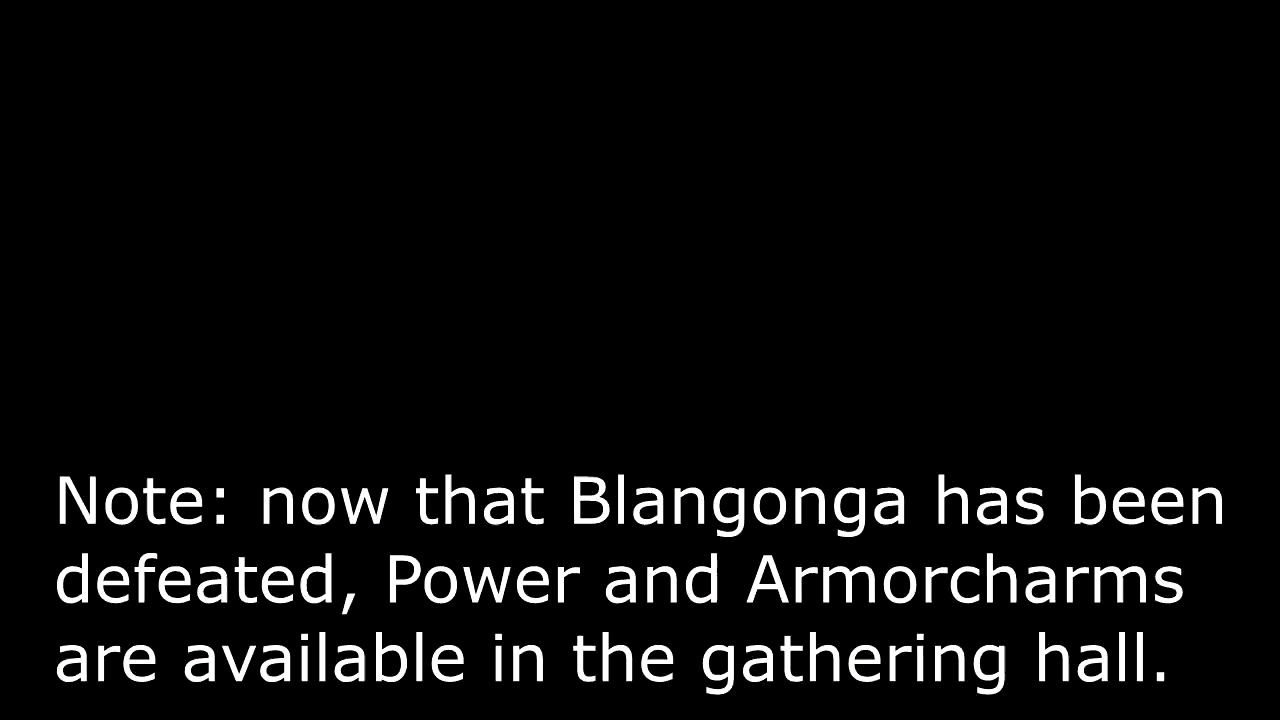 Note: now that Blangonga has been
defeated, Power and Armorcharms
are available in the gathering hall.